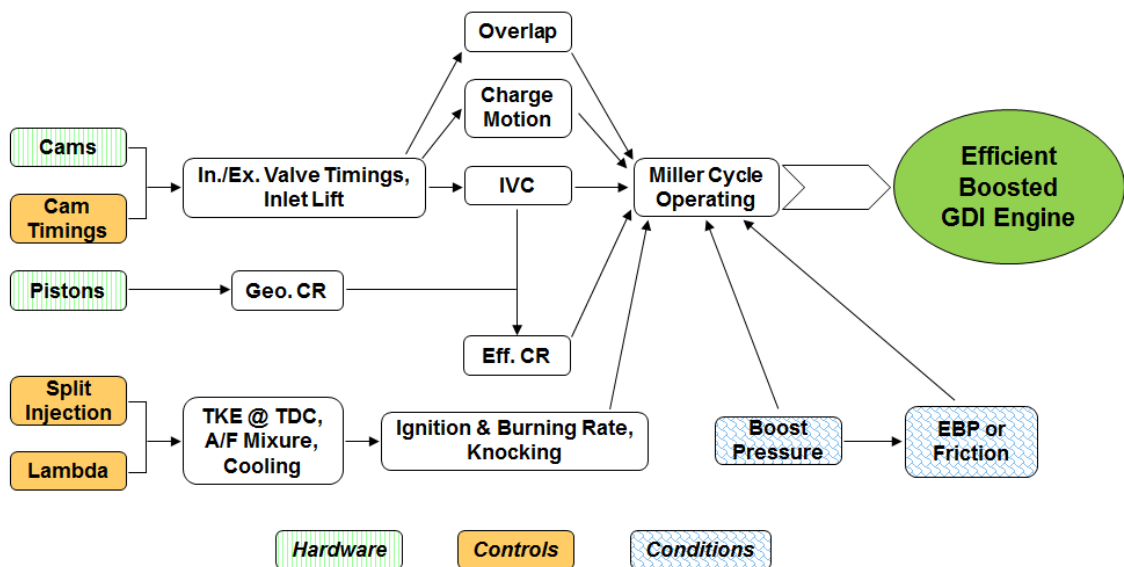 Overlap
Charge
Motion
Cams
Cam
Timings
In./Ex. Valve Timings,
Inlet Lift
IVC
Miller Cycle
Operating
Efficient
Boosted
GDI Engine
Pistons
Geo. CR
Eff. CR
Split
Injection
Lambda
TKE @ TDC,
A/F Mixure,
Cooling
Ignition & Burning Rate,
Knocking
Boost
Pressure
EBP or
Friction
Hardware
Controls
Conditions